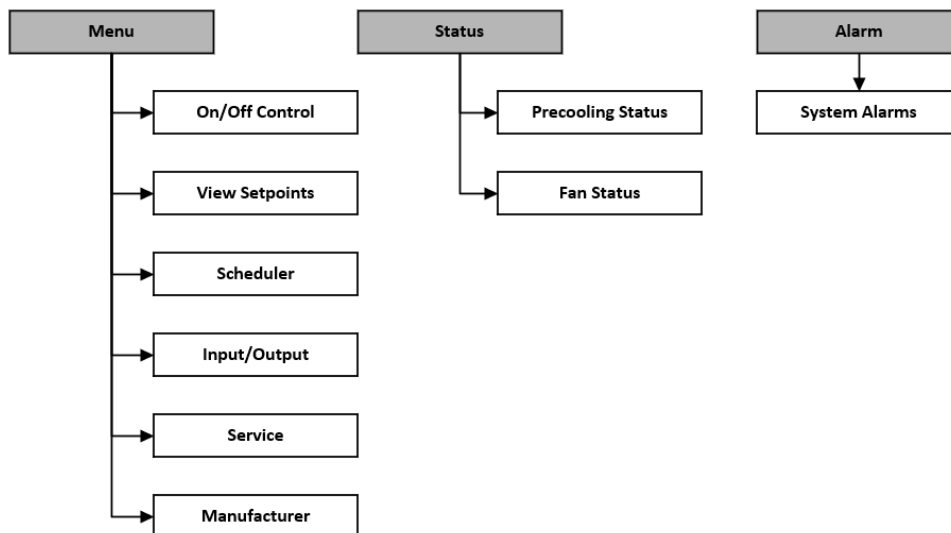 Menu
Status
Alarm
On/Off Control
Precooling Status
System Alarms
View Setpoints
Fan Status
Scheduler
Input/Output
Service
Manufacturer